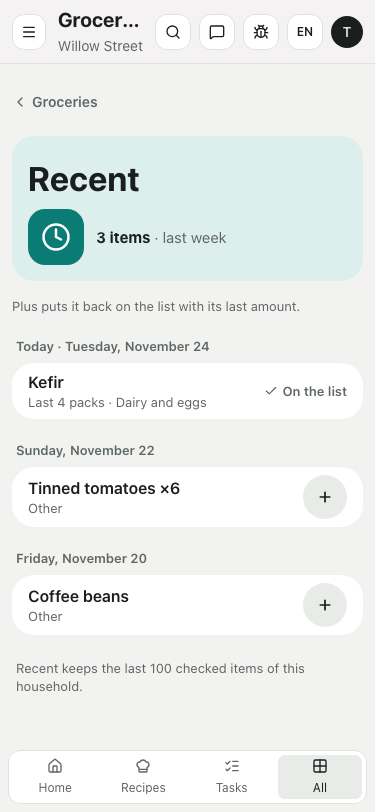 Grocer...
Willow Street
EN
T
Groceries
Recent
3 items · last week
Plus puts it back on the list with its last amount.
Today · Tuesday, November 24
Kefir
Last 4 packs · Dairy and eggs
On the list
Sunday, November 22
Tinned tomatoes ×6
Other
Friday, November 20
Coffee beans
Other
Recent keeps the last 100 checked items of this
household.
Home
Recipes
Tasks
All